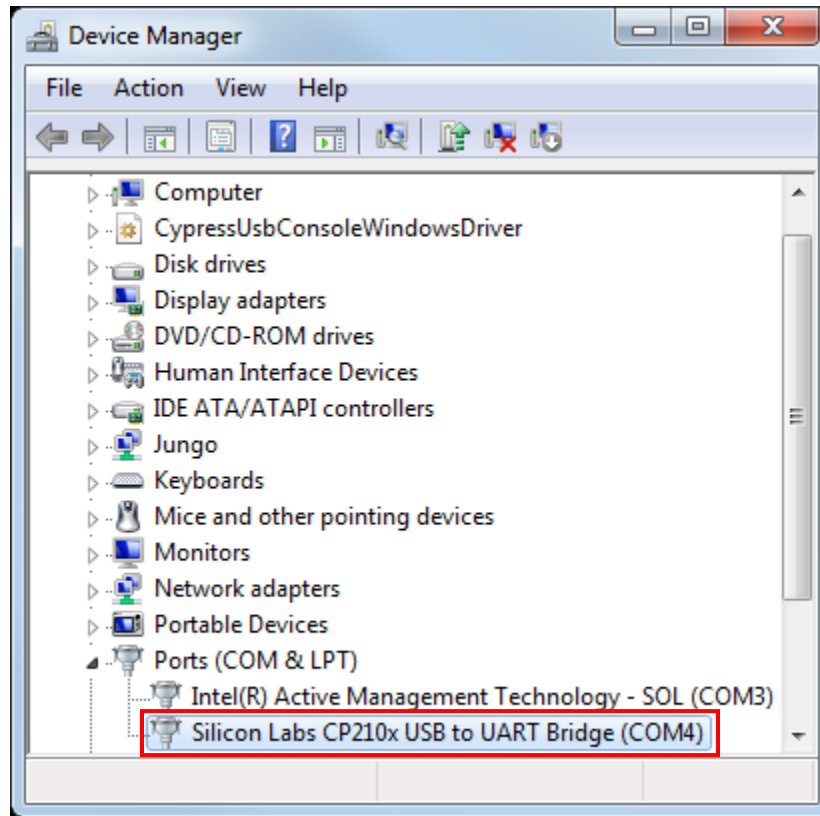 Device Manager
File Action View Help
Computer
CypressUsbConsoleWindowsDriver
Disk drives
Display adapters
DVD/CD-ROM drives
Human Interface Devices
IDE ATA/ATAPI controllers
Jungo
Keyboards
Mice and other pointing devices
Monitors
Network adapters
Portable Devices
Ports (COM & LPT)
Intel(R) Active Management Technology - SOL (COM3)
Silicon Labs CP210x USB to UART Bridge (COM4)